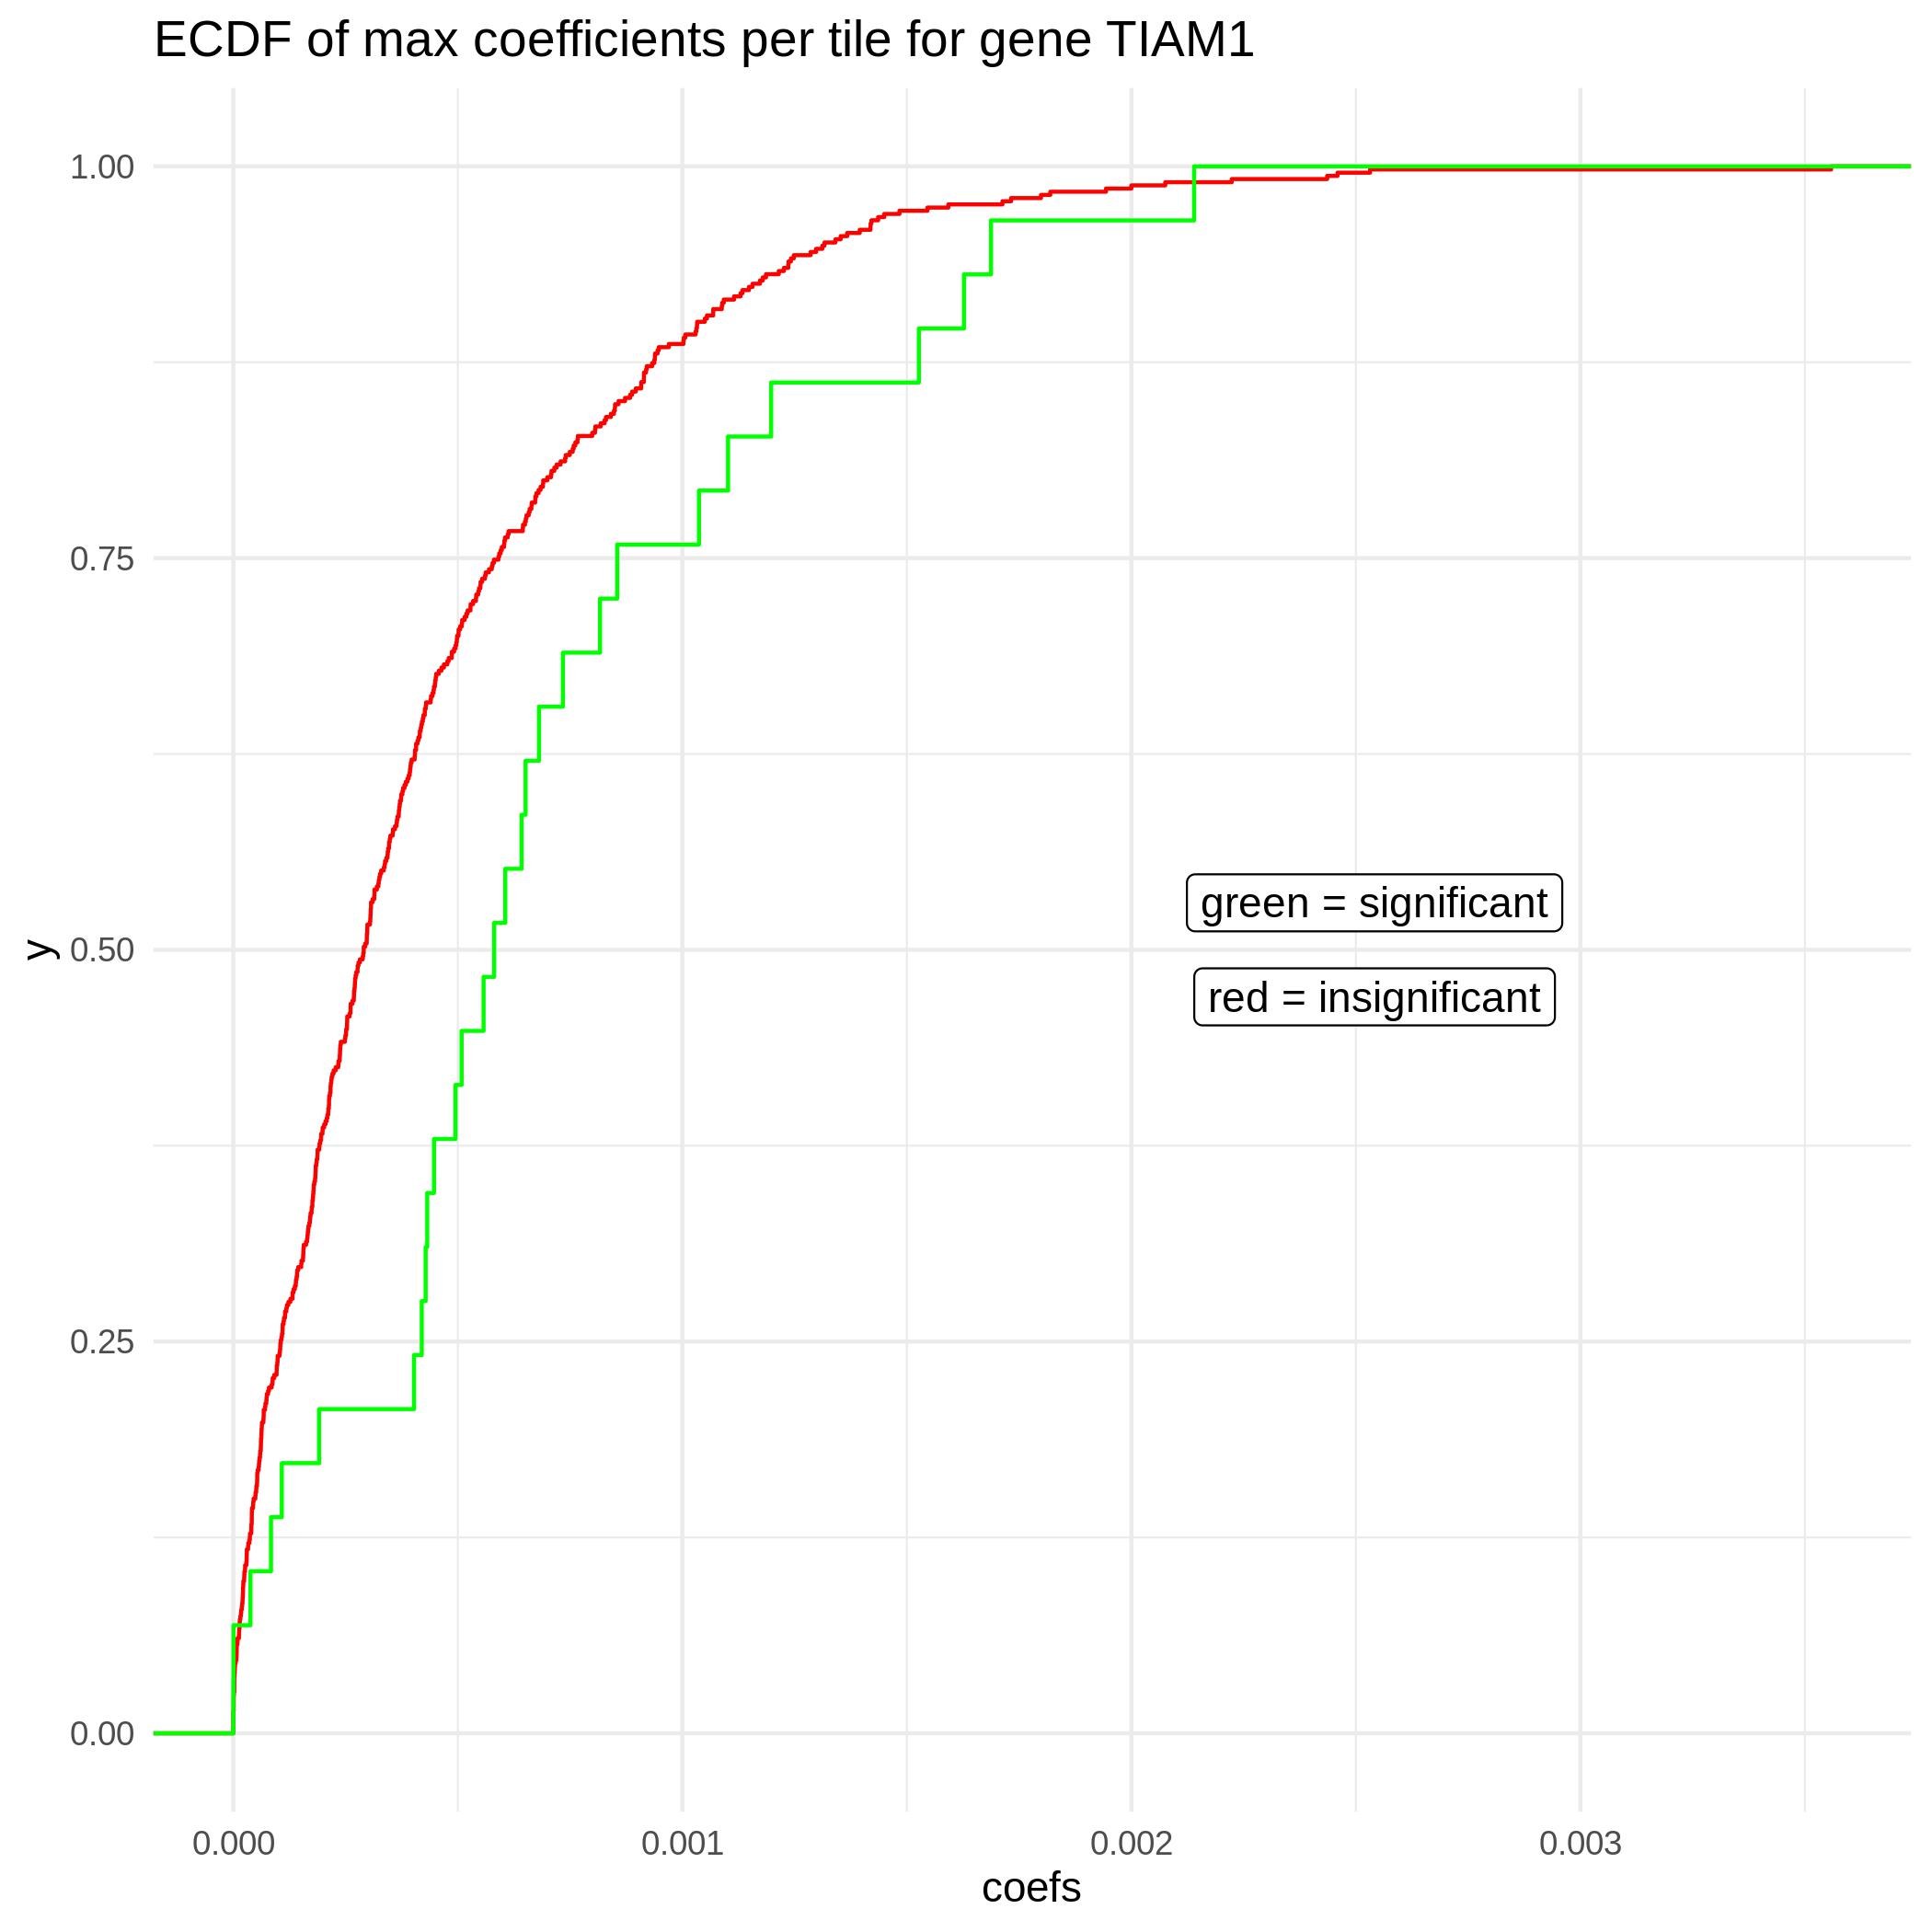 ECDF of max coefficients per tile for gene TIAM1
1.00
0.75
0.50
0.25
0.00
y
green = significant
red = insignificant
0.000 0.001 0.002 0.003
coefs